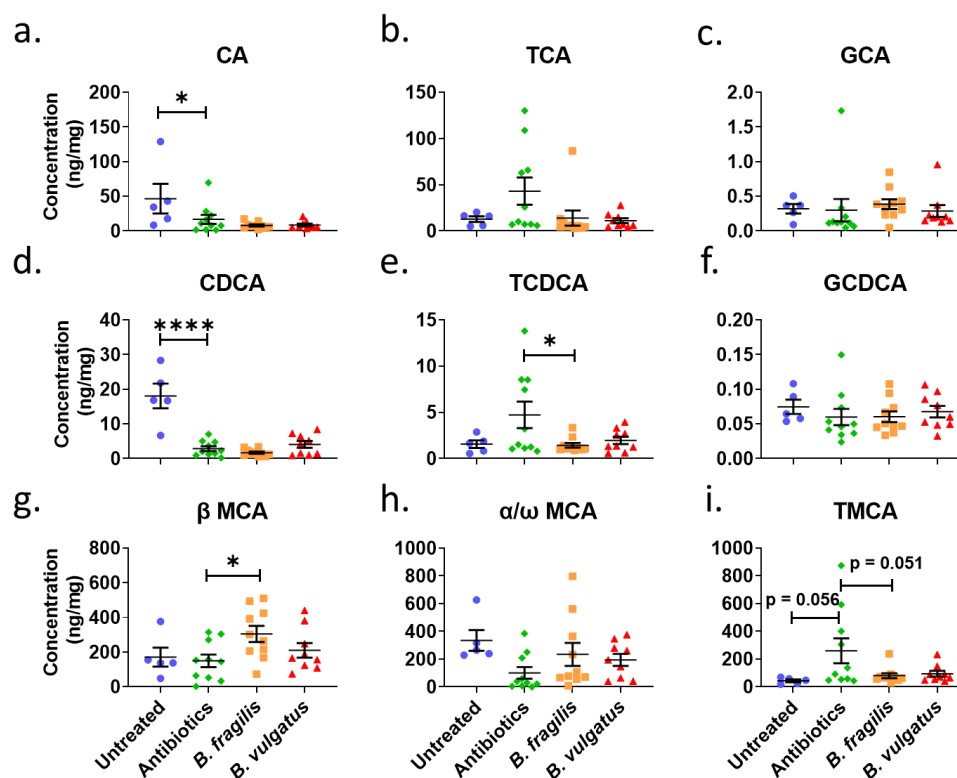 a.
CA
Concentration
(ng/mg)
200
150
100
50
0
*
b.
TCA
150
100
50
0
c.
GCA
2.0
1.5
1.0
0.5
0.0
d.
CDCA
Concentration
(ng/mg)
40
30
20
10
0
****
e.
TCDCA
15
10
5
0
*
f.
GCDCA
0.20
0.15
0.10
0.05
0.00
g.
β MCA
Concentration
(ng/mg)
800
600
400
200
0
*
Untreated
Antibiotics
B. fragilis
B. vulgatus
h.
α/ω MCA
1000
800
600
400
200
0
Untreated
Antibiotics
B. fragilis
B. vulgatus
i.
TMCA
1000
800
600
400
200
0
p = 0.051
p = 0.056
Untreated
Antibiotics
B. fragilis
B. vulgatus